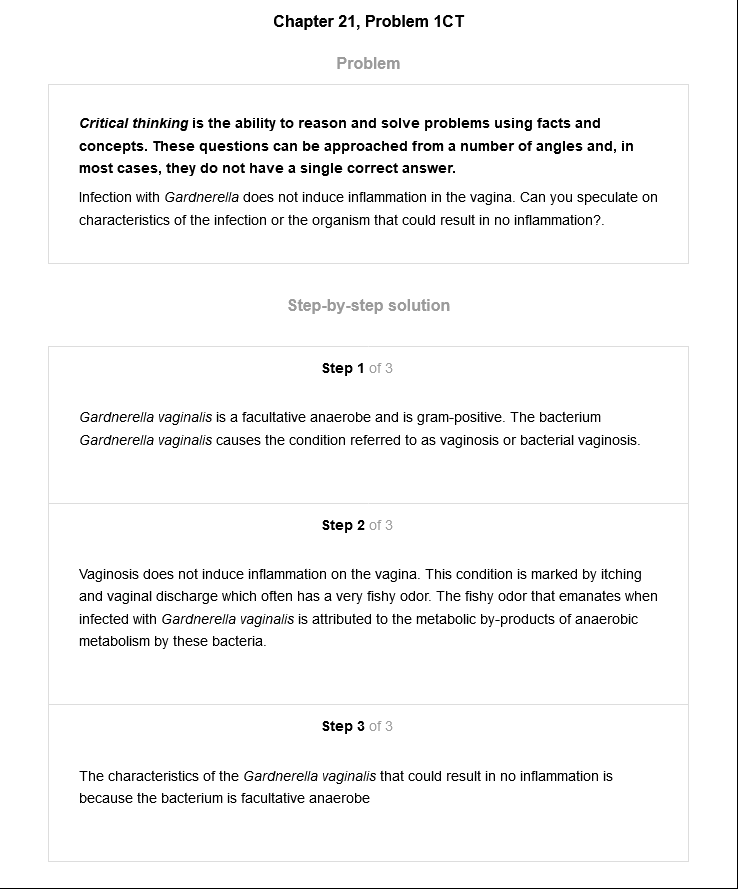 Chapter 21, Problem 1CT
Problem
Critical thinking is the ability to reason and solve problems using facts and
concepts. These questions can be approached from a number of angles and, in
most cases, they do not have a single correct answer.
Infection with Gardnerella does not induce inflammation in the vagina. Can you speculate on
characteristics of the infection or the organism that could result in no inflammation?.
Step-by-step solution
Step 1 of 3
Gardnerella vaginalis is a facultative anaerobe and is gram-positive. The bacterium
Gardnerella vaginalis causes the condition referred to as vaginosis or bacterial vaginosis.
Step 2 of 3
Vaginosis does not induce inflammation on the vagina. This condition is marked by itching
and vaginal discharge which often has a very fishy odor. The fishy odor that emanates when
infected with Gardnerella vaginalis is attributed to the metabolic by-products of anaerobic
metabolism by these bacteria.
Step 3 of 3
The characteristics of the Gardnerella vaginalis that could result in no inflammation is
because the bacterium is facultative anaerobe